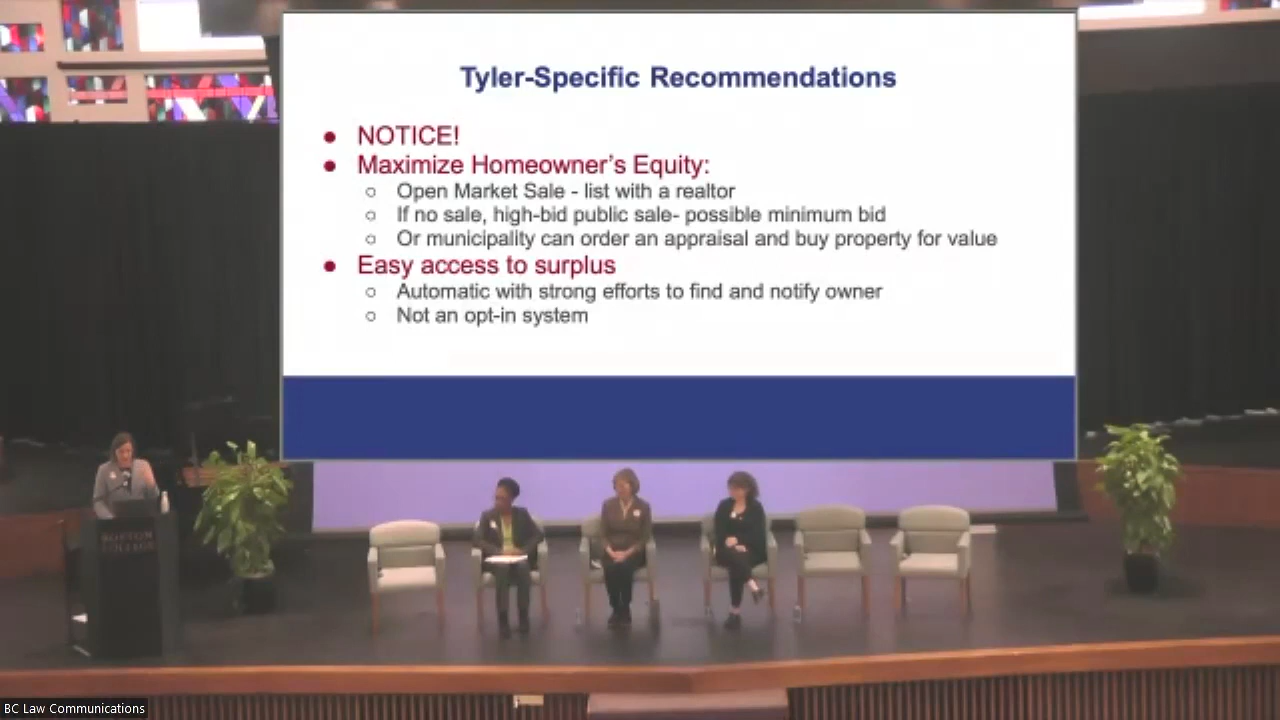 Tyler-Specific Recommendations
● NOTICE!
● Maximize Homeowner's Equity:
○ Open Market Sale - list with a realtor
○ If no sale, high-bid public sale- possible minimum bid
○ Or municipality can order an appraisal and buy property for value
● Easy access to surplus
○ Automatic with strong efforts to find and notify owner
○ Not an opt-in system
BOSTON
COLLEGE
BC Law Communications